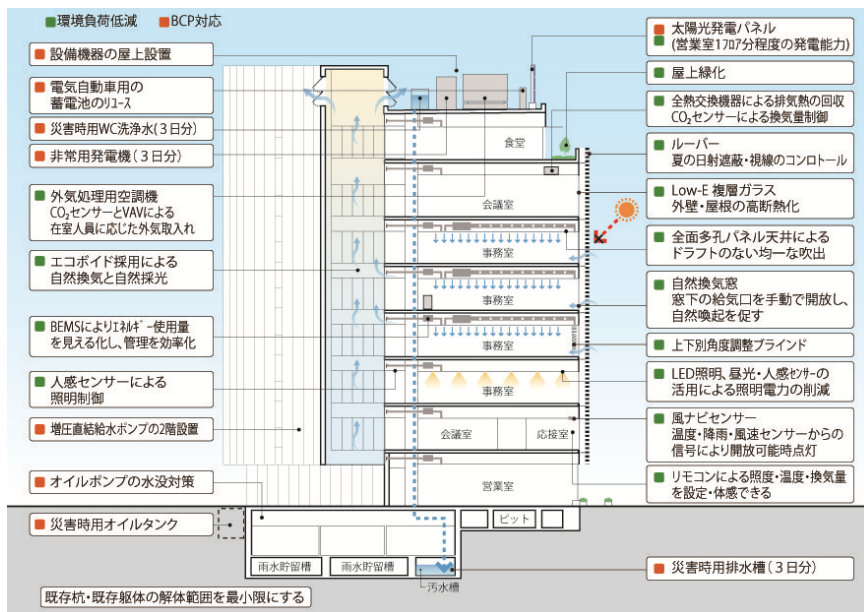 環境負荷低減 BCP対応
設備機器の屋上設置
電気自動車用の
蓄電池のリユース
災害時用WC洗浄水(3日分)
非常用発電機(3日分)
外気処理用空調機
CO₂センサーとVAVによる
在室人員に応じた外気取入れ
エコボイド採用による
自然換気と自然採光
BEMSによりエネルギー使用量
を見える化し、管理を効率化
人感センサーによる
照明制御
増圧直結給水ポンプの2階設置
オイルポンプの水没対策
災害時用オイルタンク
既存杭・既存躯体の解体範囲を最小限にする
食堂
会議室
事務室
事務室
事務室
事務室
会議室 応接室
営業室
ピット
雨水貯留槽 雨水貯留槽
汚水槽
太陽光発電パネル
(営業室1フロア分程度の発電能力)
屋上緑化
全熱交換機器による排気熱の回収
CO₂センサーによる換気量制御
ルーバー
夏の日射遮蔽・視線のコンロトール
Low-E 複層ガラス
外壁・屋根の高断熱化
全面多孔パネル天井による
ドラフトのない均一な吹出
自然換気窓
窓下の給気口を手動で開放し、
自然喚起を促す
上下別角度調整ブラインド
LED照明、昼光・人感センサーの
活用による照明電力の削減
風ナビセンサー
温度・降雨・風速センサーからの
信号により開放可能時点灯
リモコンによる照度・温度・換気量
を設定・体感できる
災害時用排水槽(3日分)